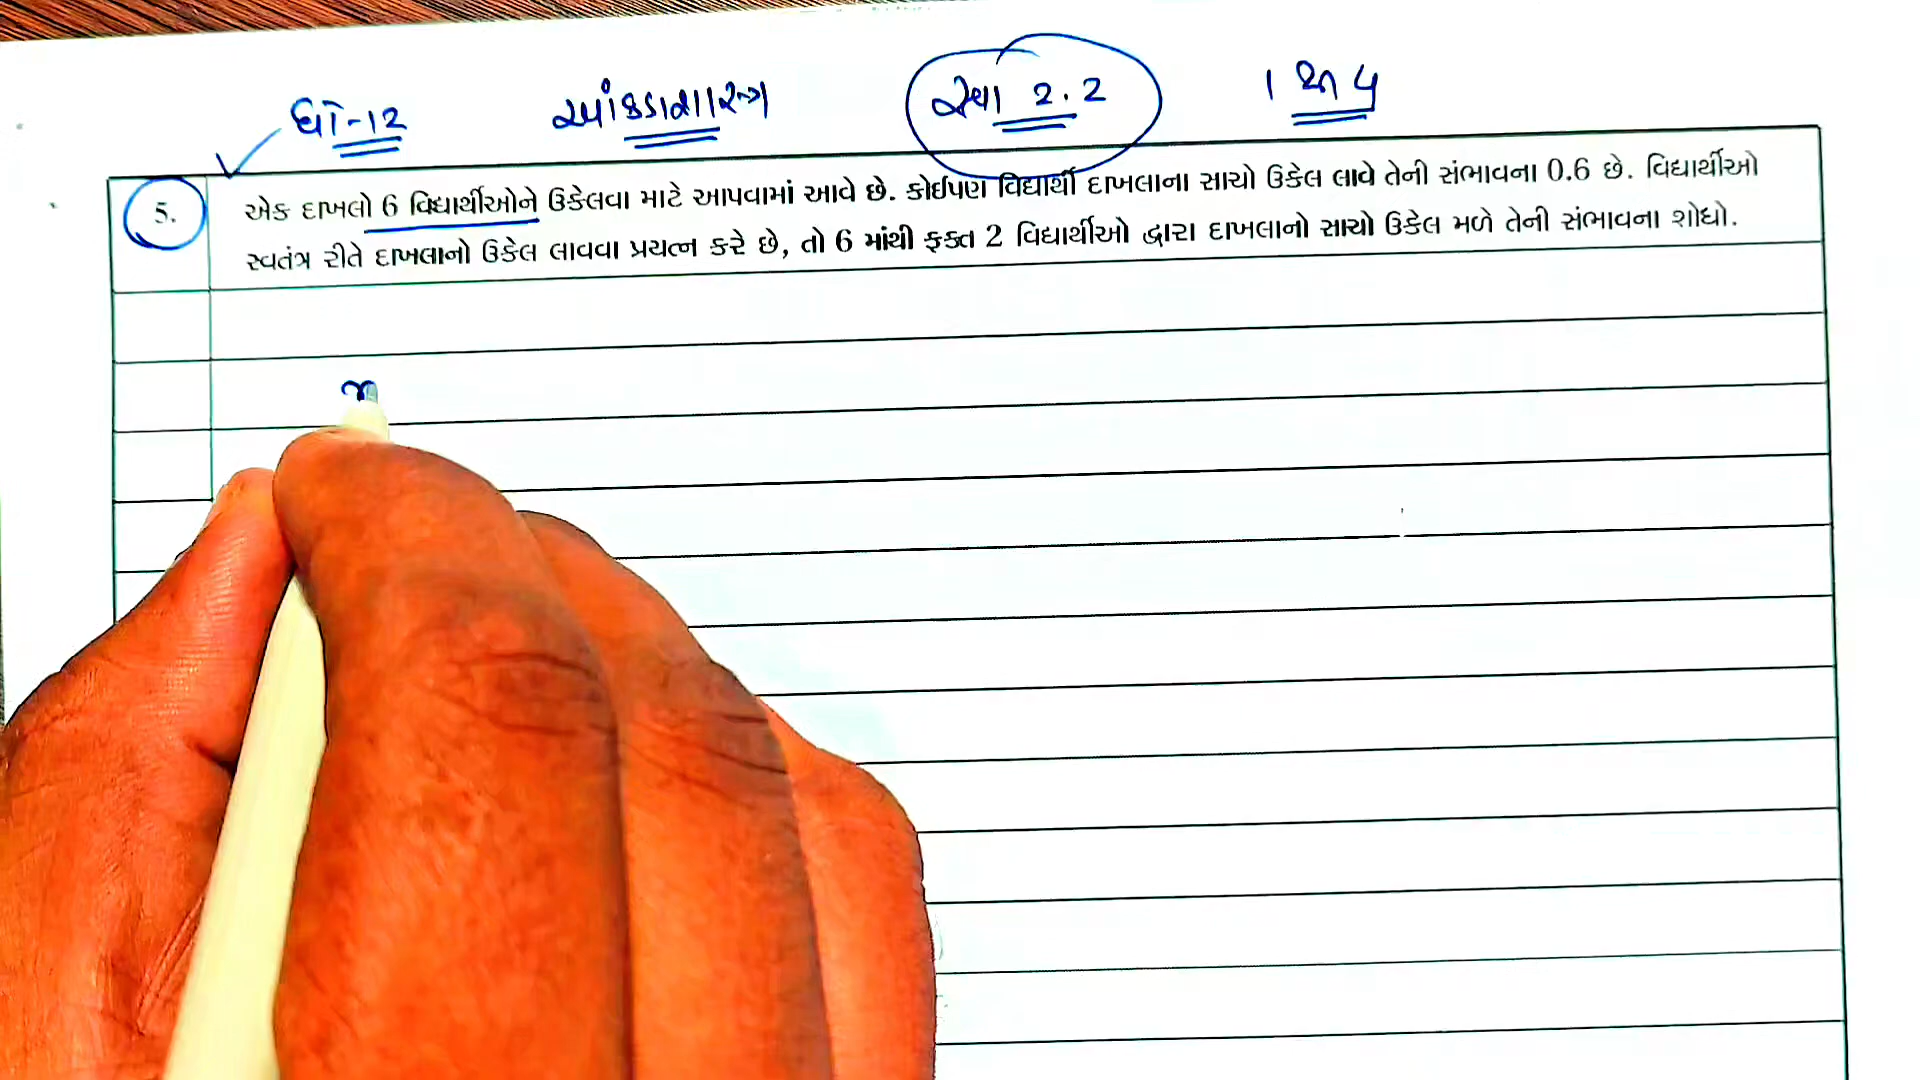 ધો-12 આંકડાશાસ્ત્ર સ્વા 2.2 1 થી 5
5. એક દાખલો 6 વિદ્યાર્થીઓને ઉકેલવા માટે આપવામાં આવે છે. કોઈપણ વિદ્યાર્થી દાખલાના સાચો ઉકેલ લાવે તેની સંભાવના 0.6 છે. વિદ્યાર્થીઓ
સ્વતંત્ર રીતે દાખલાનો ઉકેલ લાવવા પ્રયત્ન કરે છે, તો 6 માંથી ફક્ત 2 વિદ્યાર્થીઓ દ્વારા દાખલાનો સાચો ઉકેલ મળે તેની સંભાવના શોધો.